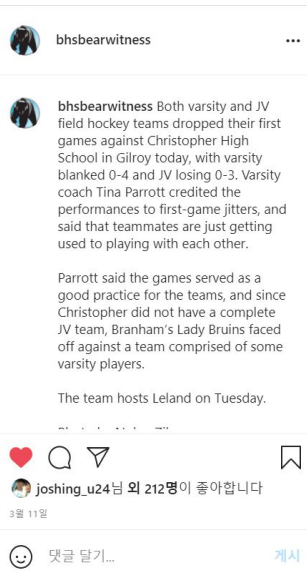 bhsbearwitness
bhsbearwitness Both varsity and JV
field hockey teams dropped their first
games against Christopher High
School in Gilroy today, with varsity
blanked 0-4 and JV losing 0-3. Varsity
coach Tina Parrott credited the
performances to first-game jitters, and
said that teammates are just getting
used to playing with each other.
Parrott said the games served as a
good practice for the teams, and since
Christopher did not have a complete
JV team, Branham's Lady Bruins faced
off against a team comprised of some
varsity players.
The team hosts Leland on Tuesday.
joshing_u24님 외 212명이 좋아합니다
3월 11일
댓글 달기...
게시